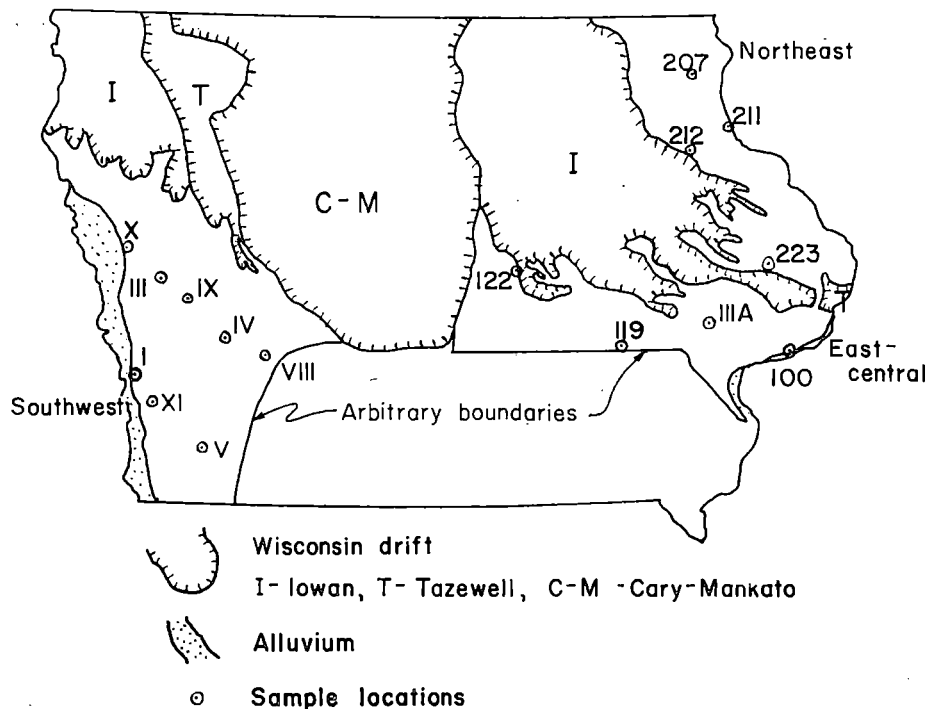 Northeast
207
I
T
211
212
I
C-M
X
223
122
III
IX
IIIA
T
IV
119
I
VIII
East-
central
100
Southwest
XI
Arbitrary boundaries
V
Wisconsin drift
I-Iowan, T-Tazewell, C-M -Cary-Mankato
Alluvium
Sample locations